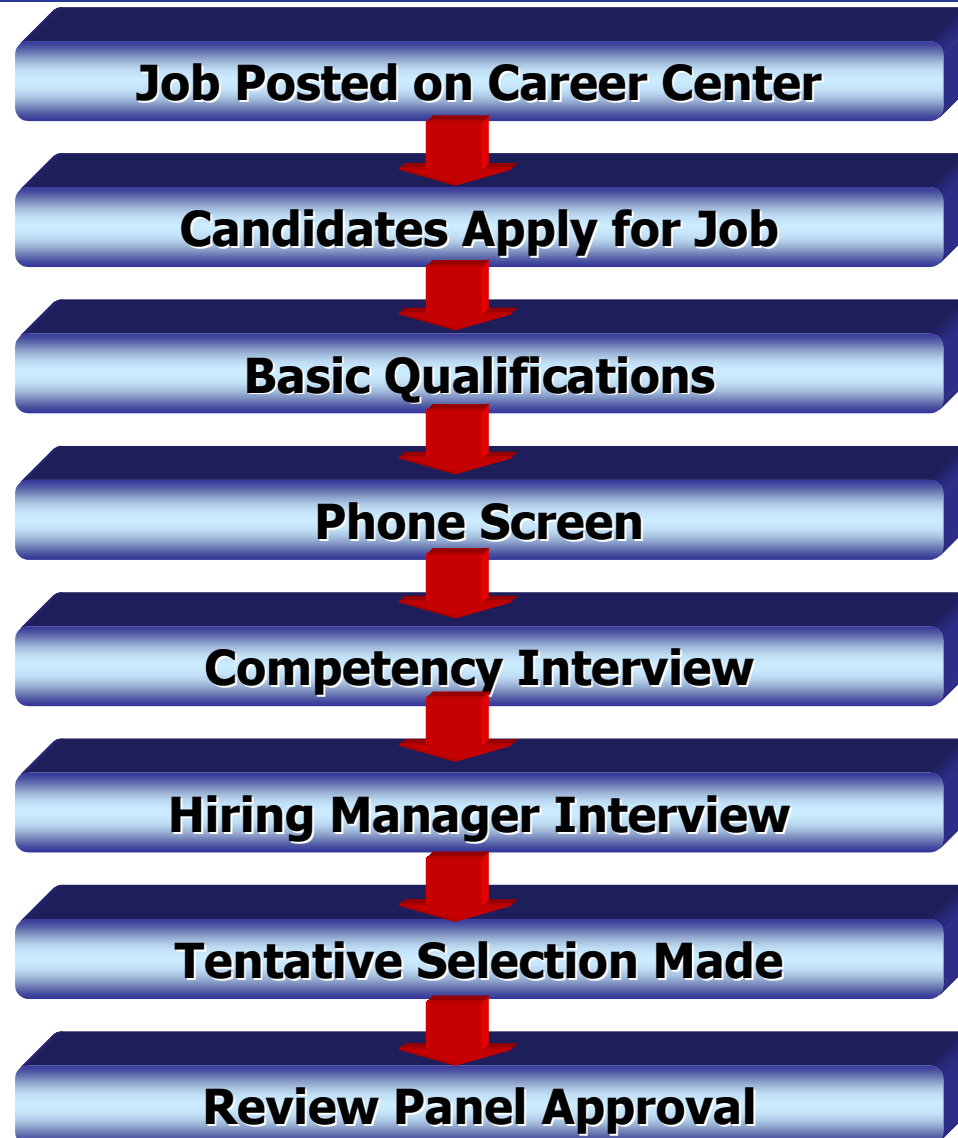 Job Posted on Career Center
Candidates Apply for Job
Basic Qualifications
Phone Screen
Competency Interview
Hiring Manager Interview
Tentative Selection Made
Review Panel Approval